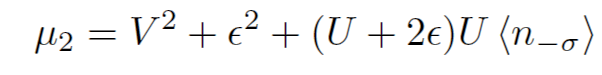 μ₂ = V² + ϵ² + (U + 2ϵ)U ⟨n₋σ⟩